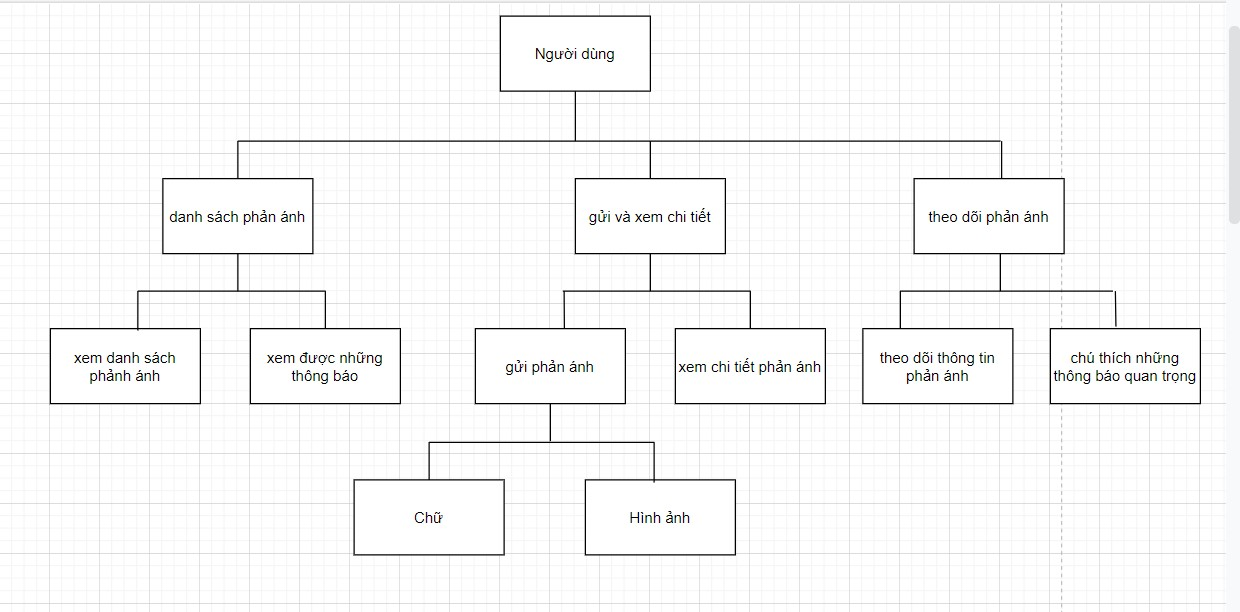 Người dùng
danh sách phản ánh
gửi và xem chi tiết
theo dõi phản ánh
xem danh sách
phảnh ánh
xem được những
thông báo
gửi phản ánh
xem chi tiết phản ánh
theo dõi thông tin
phản ánh
chú thích những
thông báo quan trọng
Chữ
Hình ảnh